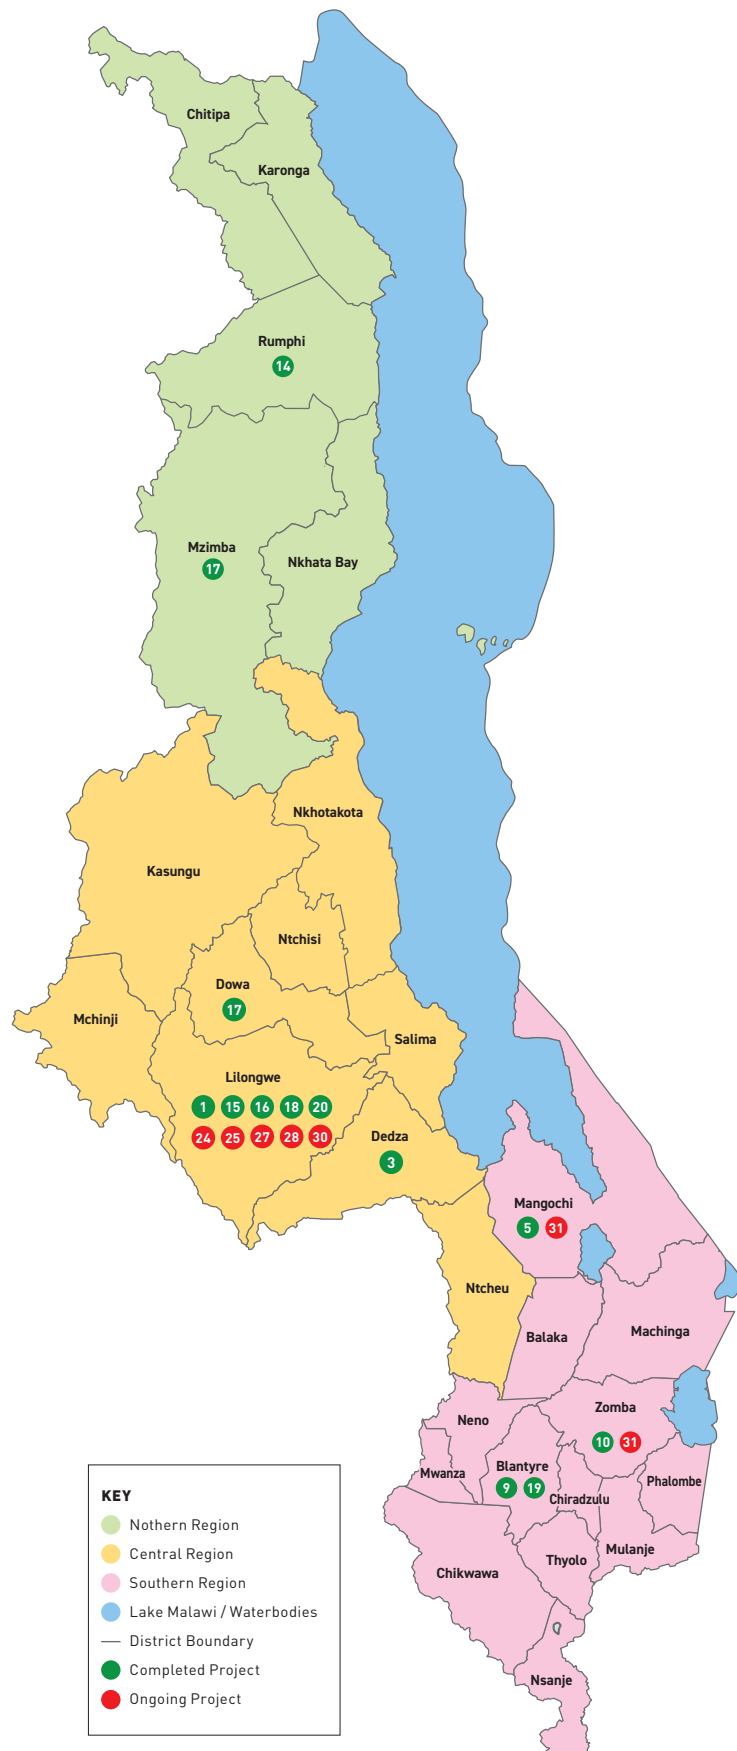 Chitipa
Karonga
Rumphi
14
Mzimba
17
Nkhata Bay
Nkhotakota
Kasungu
Ntchisi
Dowa
17
Mchinji
Salima
Lilongwe
1 15 16 18 20
24 25 27 28 30
Dedza
3
Mangochi
5 31
Ntcheu
Balaka
Machinga
Zomba
10 31
Neno
Blantyre
9 19
Mwanza
Chiradzulu
Phalombe
Mulanje
Thyolo
Chikwawa
Nsanje
KEY
Nothern Region
Central Region
Southern Region
Lake Malawi / Waterbodies
District Boundary
Completed Project
Ongoing Project